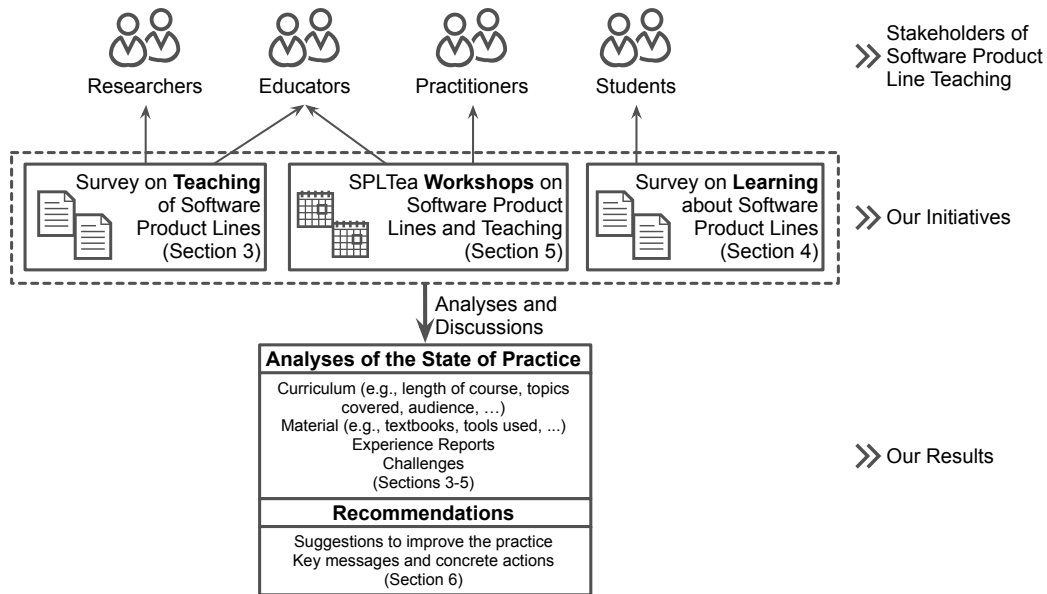 Researchers
Educators
Practitioners
Students
Stakeholders of
Software Product
Line Teaching
Survey on Teaching
of Software
Product Lines
(Section 3)
SPLTea Workshops on
Software Product
Lines and Teaching
(Section 5)
Survey on Learning
about Software
Product Lines
(Section 4)
Our Initiatives
Analyses and
Discussions
Analyses of the State of Practice
Curriculum (e.g., length of course, topics
covered, audience, …)
Material (e.g., textbooks, tools used, ...)
Experience Reports
Challenges
(Sections 3-5)
Our Results
Recommendations
Suggestions to improve the practice
Key messages and concrete actions
(Section 6)